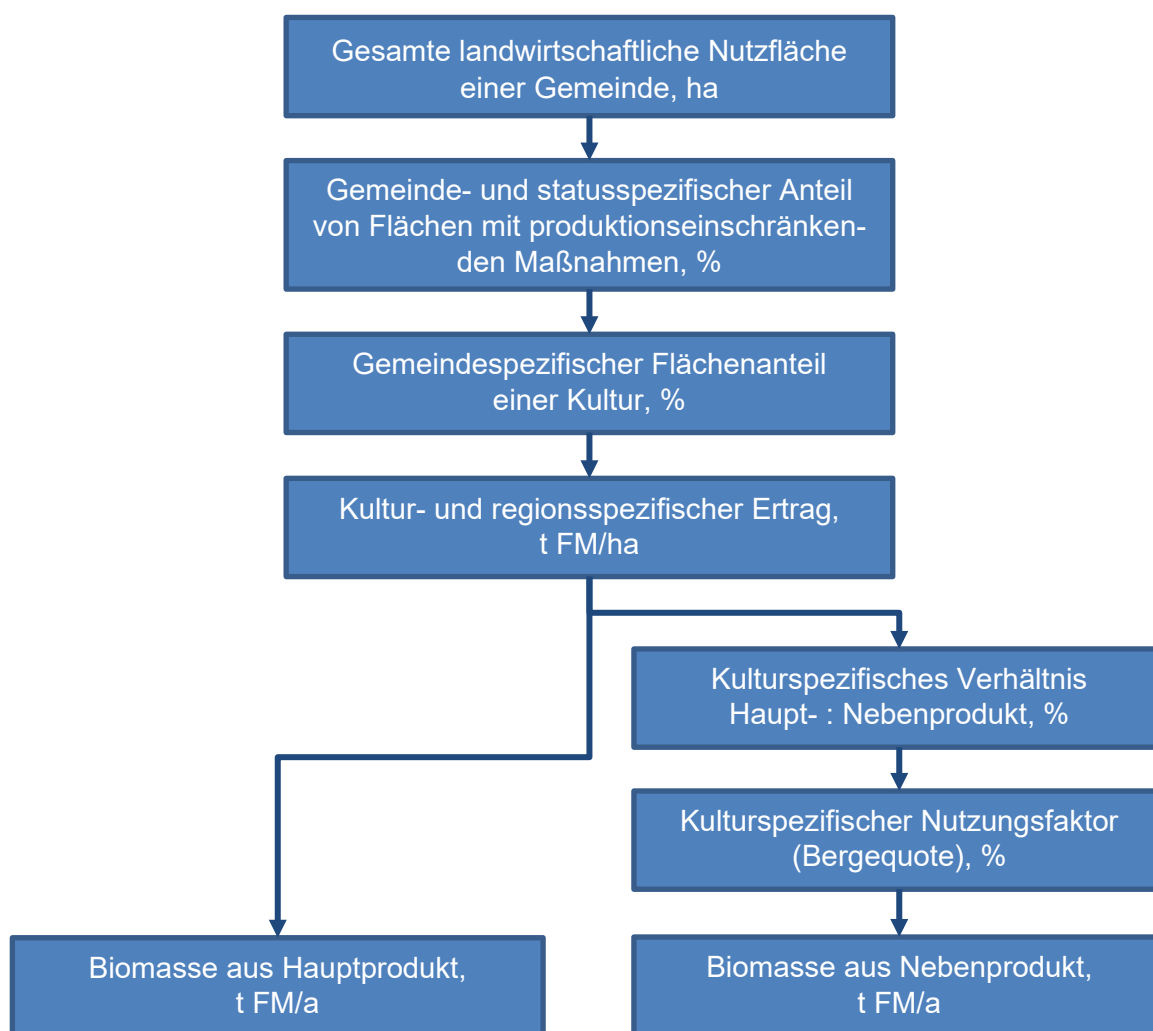 Gesamte landwirtschaftliche Nutzfläche
einer Gemeinde, ha
Gemeinde- und statusspezifischer Anteil
von Flächen mit produktionseinschränken-
den Maßnahmen, %
Gemeindespezifischer Flächenanteil
einer Kultur, %
Kultur- und regionsspezifischer Ertrag,
t FM/ha
Kulturspezifisches Verhältnis
Haupt- : Nebenprodukt, %
Kulturspezifischer Nutzungsfaktor
(Bergequote), %
Biomasse aus Hauptprodukt,
t FM/a
Biomasse aus Nebenprodukt,
t FM/a